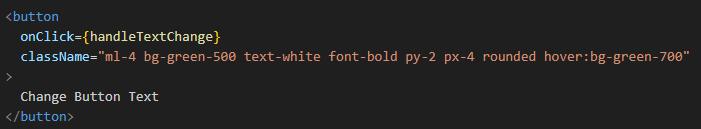 <button
onClick={handleTextChange}
className="ml-4 bg-green-500 text-white font-bold py-2 px-4 rounded hover:bg-green-700"
>
Change Button Text
</button>